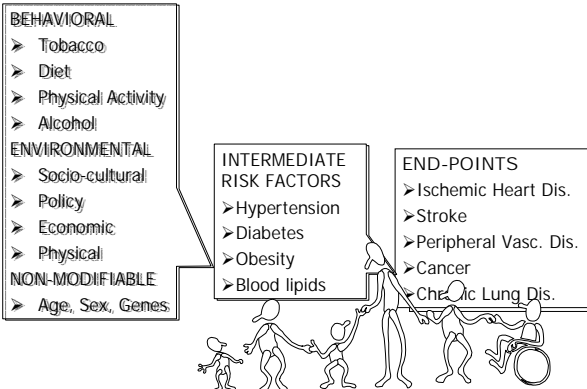 BEHAVIORAL
➢ Tobacco
➢ Diet
➢ Physical Activity
➢ Alcohol
ENVIRONMENTAL
➢ Socio-cultural
➢ Policy
➢ Economic
➢ Physical
NON-MODIFIABLE
➢ Age, Sex, Genes
INTERMEDIATE
RISK FACTORS
➢Hypertension
➢Diabetes
➢Obesity
➢Blood lipids
END-POINTS
➢Ischemic Heart Dis.
➢Stroke
➢Peripheral Vasc. Dis.
➢Cancer
➢Chronic Lung Dis.